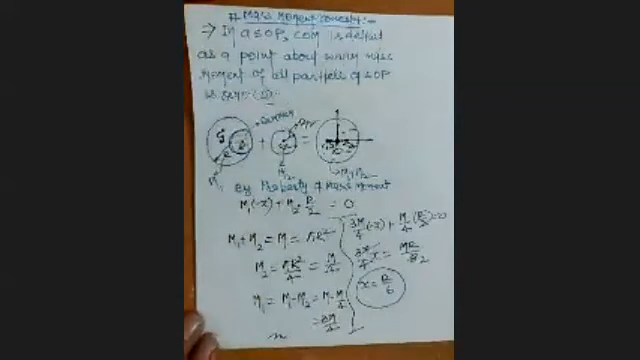 # Mass Moment Concept:-
⇒ In a SOP, COM is defined
as a point about which mass
moment of all particles of SOP
is zero
M₁
M₂
By Property of Mass Moment
M₁(-x) + M₂ R/2 = 0
M₁ + M₂ = M = πR²
M₂ = πR²/4 = M/4
M₁ = M - M₂ = M - M/4
= 3M/4
3M/4 (-x) + M/4 (R/2) = 0
x = R/6